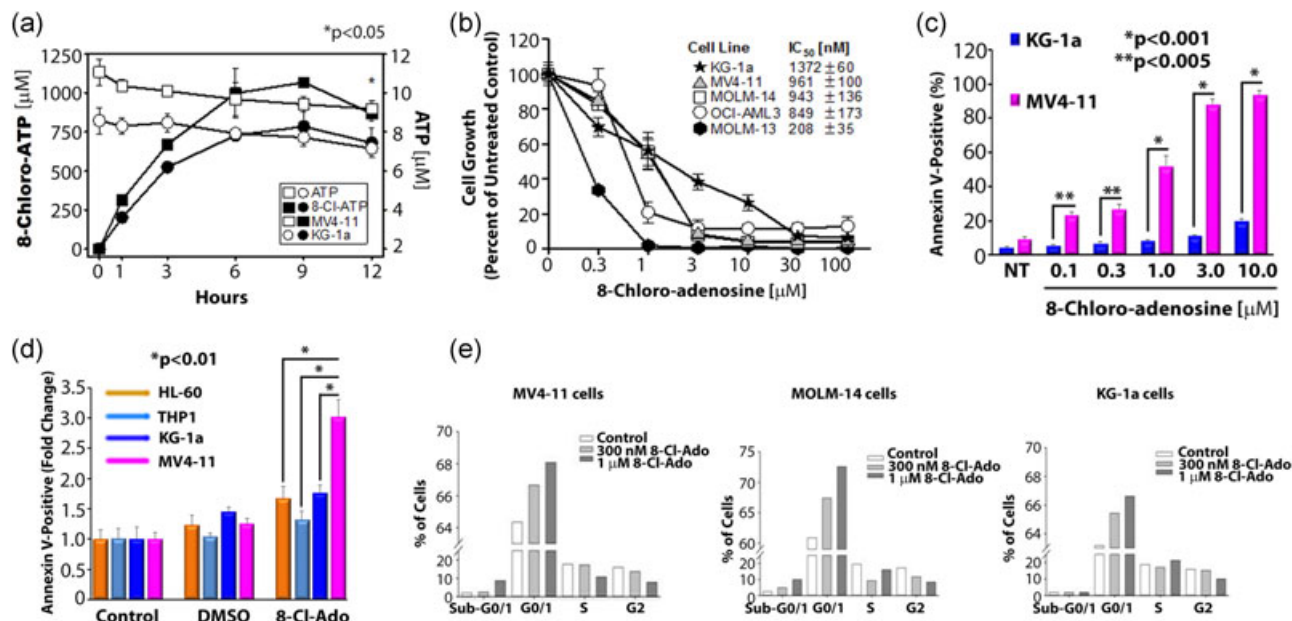 (a)
*p<0.05
8-Chloro-ATP [μM]
1250
1000
750
500
250
0
12
10
8
6
4
2
ATP [μM]
*
ATP
8-Cl-ATP
MV4-11
KG-1a
0 1 3 6 9 12
Hours
(b)
Cell Growth
(Percent of Untreated Control)
120
100
80
60
40
20
0
Cell Line IC50 [nM]
KG-1a 1372 ±60
MV4-11 961 ±100
MOLM-14 943 ±136
OCI-AML3 849 ±173
MOLM-13 208 ±35
0 0.3 1 3 10 30 100
8-Chloro-adenosine [μM]
(c)
Annexin V-Positive (%)
120
100
80
60
40
20
0
KG-1a
MV4-11
*p<0.001
**p<0.005
**
**
*
*
*
NT 0.1 0.3 1.0 3.0 10.0
8-Chloro-adenosine [μM]
(d)
*p<0.01
Annexin V-Positive (Fold Change)
3.5
3.0
2.5
2.0
1.5
1.0
0.5
0
HL-60
THP1
KG-1a
MV4-11
*
*
*
Control DMSO 8-Cl-Ado
(e)
MV4-11 cells
% of Cells
70
68
66
64
20
10
0
Control
300 nM 8-Cl-Ado
1 μM 8-Cl-Ado
Sub-G0/1 G0/1 S G2
MOLM-14 cells
% of Cells
75
70
65
60
20
10
0
Control
300 nM 8-Cl-Ado
1 μM 8-Cl-Ado
Sub-G0/1 G0/1 S G2
KG-1a cells
% of Cells
70
68
66
64
20
10
0
Control
300 nM 8-Cl-Ado
1 μM 8-Cl-Ado
Sub-G0/1 G0/1 S G2